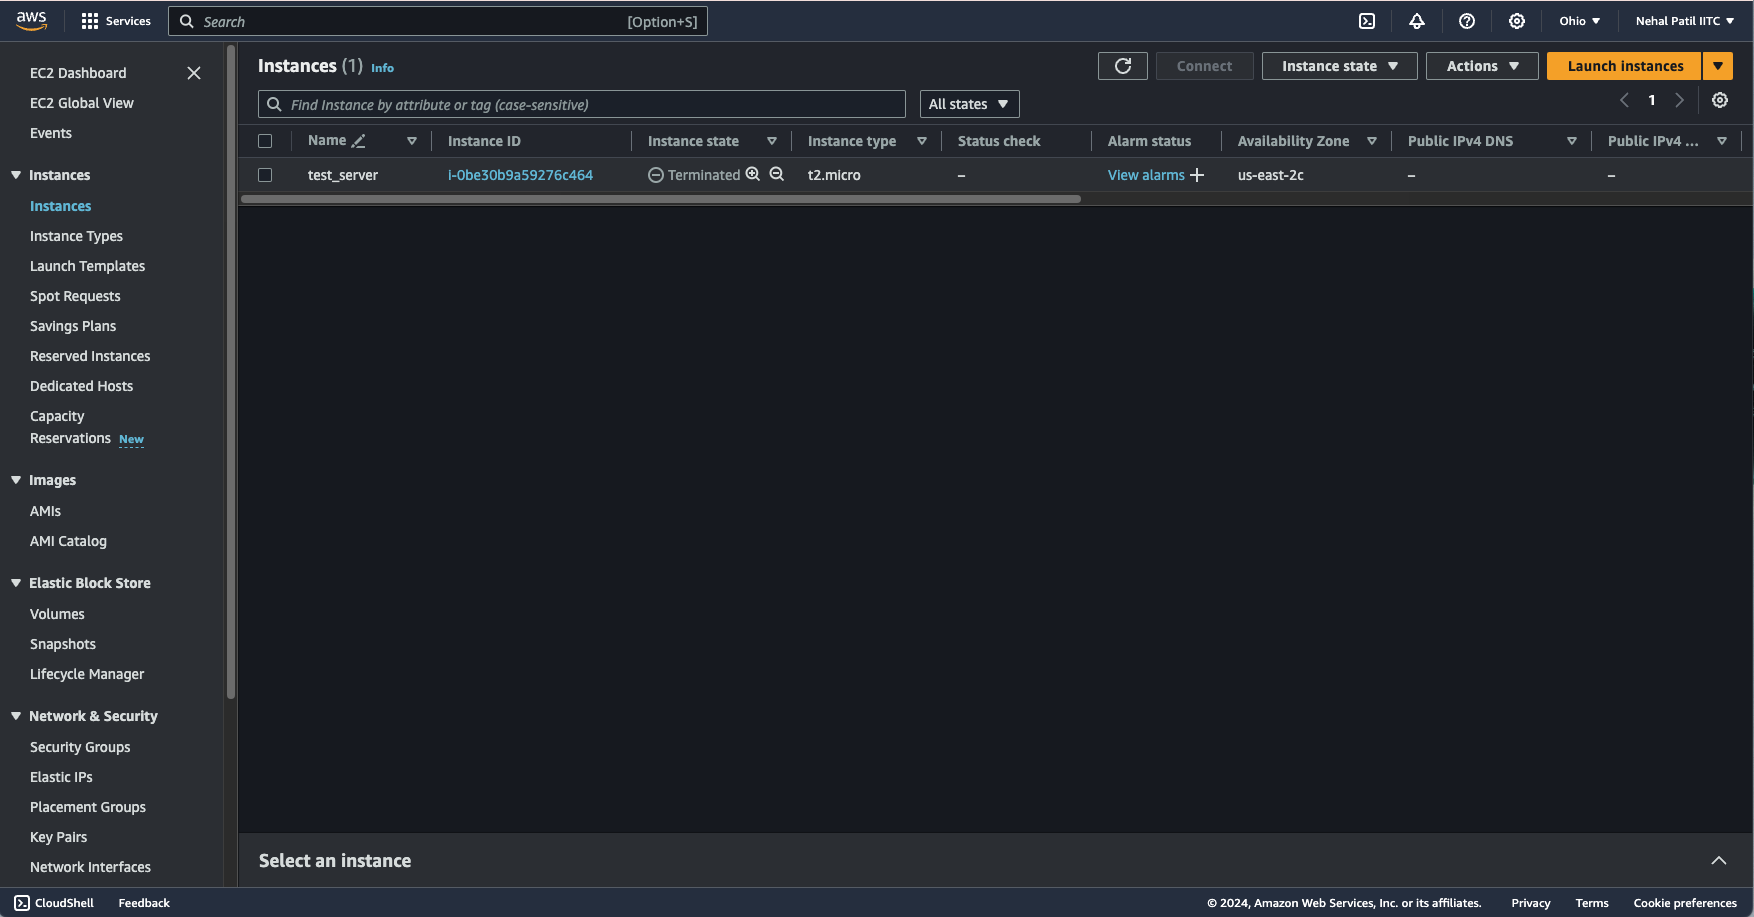 aws Services Search [Option+S] Ohio Nehal Patil IITC
EC2 Dashboard
EC2 Global View
Events
Instances
Instances
Instance Types
Launch Templates
Spot Requests
Savings Plans
Reserved Instances
Dedicated Hosts
Capacity
Reservations New
Images
AMIs
AMI Catalog
Elastic Block Store
Volumes
Snapshots
Lifecycle Manager
Network & Security
Security Groups
Elastic IPs
Placement Groups
Key Pairs
Network Interfaces
Instances (1) Info Connect Instance state Actions Launch instances
Find Instance by attribute or tag (case-sensitive) All states 1
Name Instance ID Instance state Instance type Status check Alarm status Availability Zone Public IPv4 DNS Public IPv4 ...
test_server i-0be30b9a59276c464 Terminated t2.micro – View alarms us-east-2c – –
Select an instance
CloudShell Feedback © 2024, Amazon Web Services, Inc. or its affiliates. Privacy Terms Cookie preferences